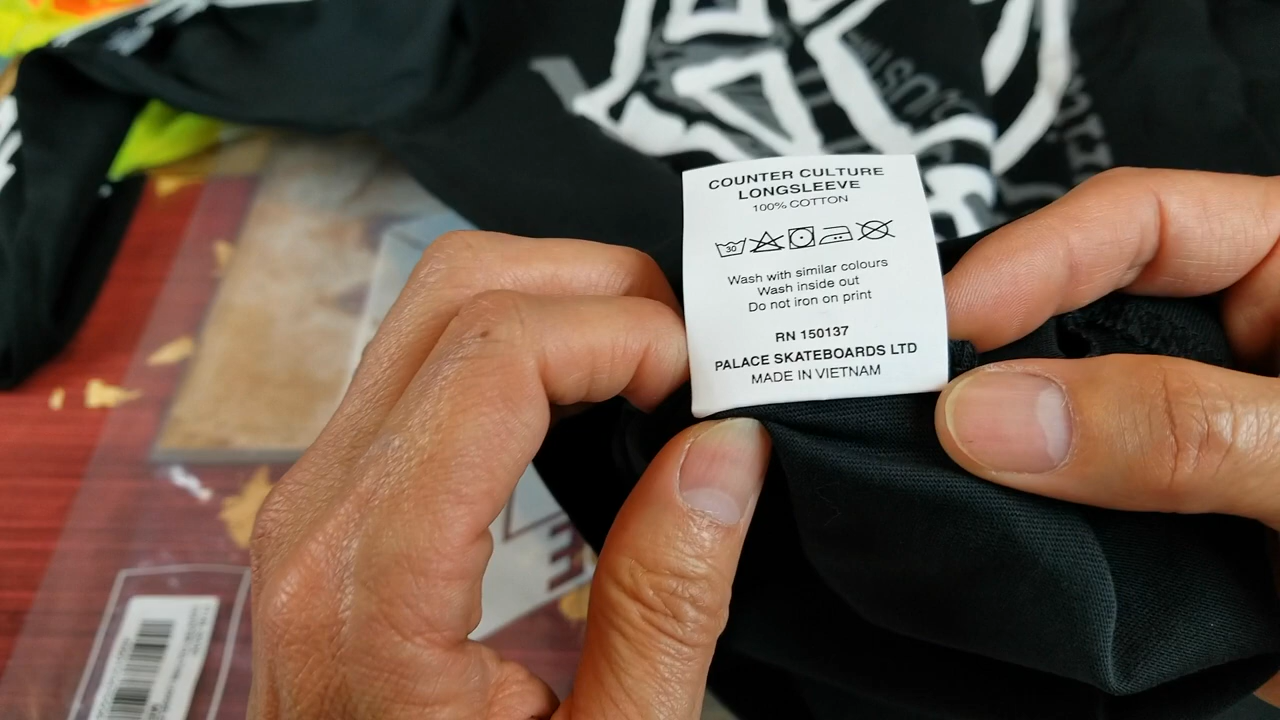 COUNTER CULTURE
LONGSLEEVE
100% COTTON
30
Wash with similar colours
Wash inside out
Do not iron on print
RN 150137
PALACE SKATEBOARDS LTD
MADE IN VIETNAM